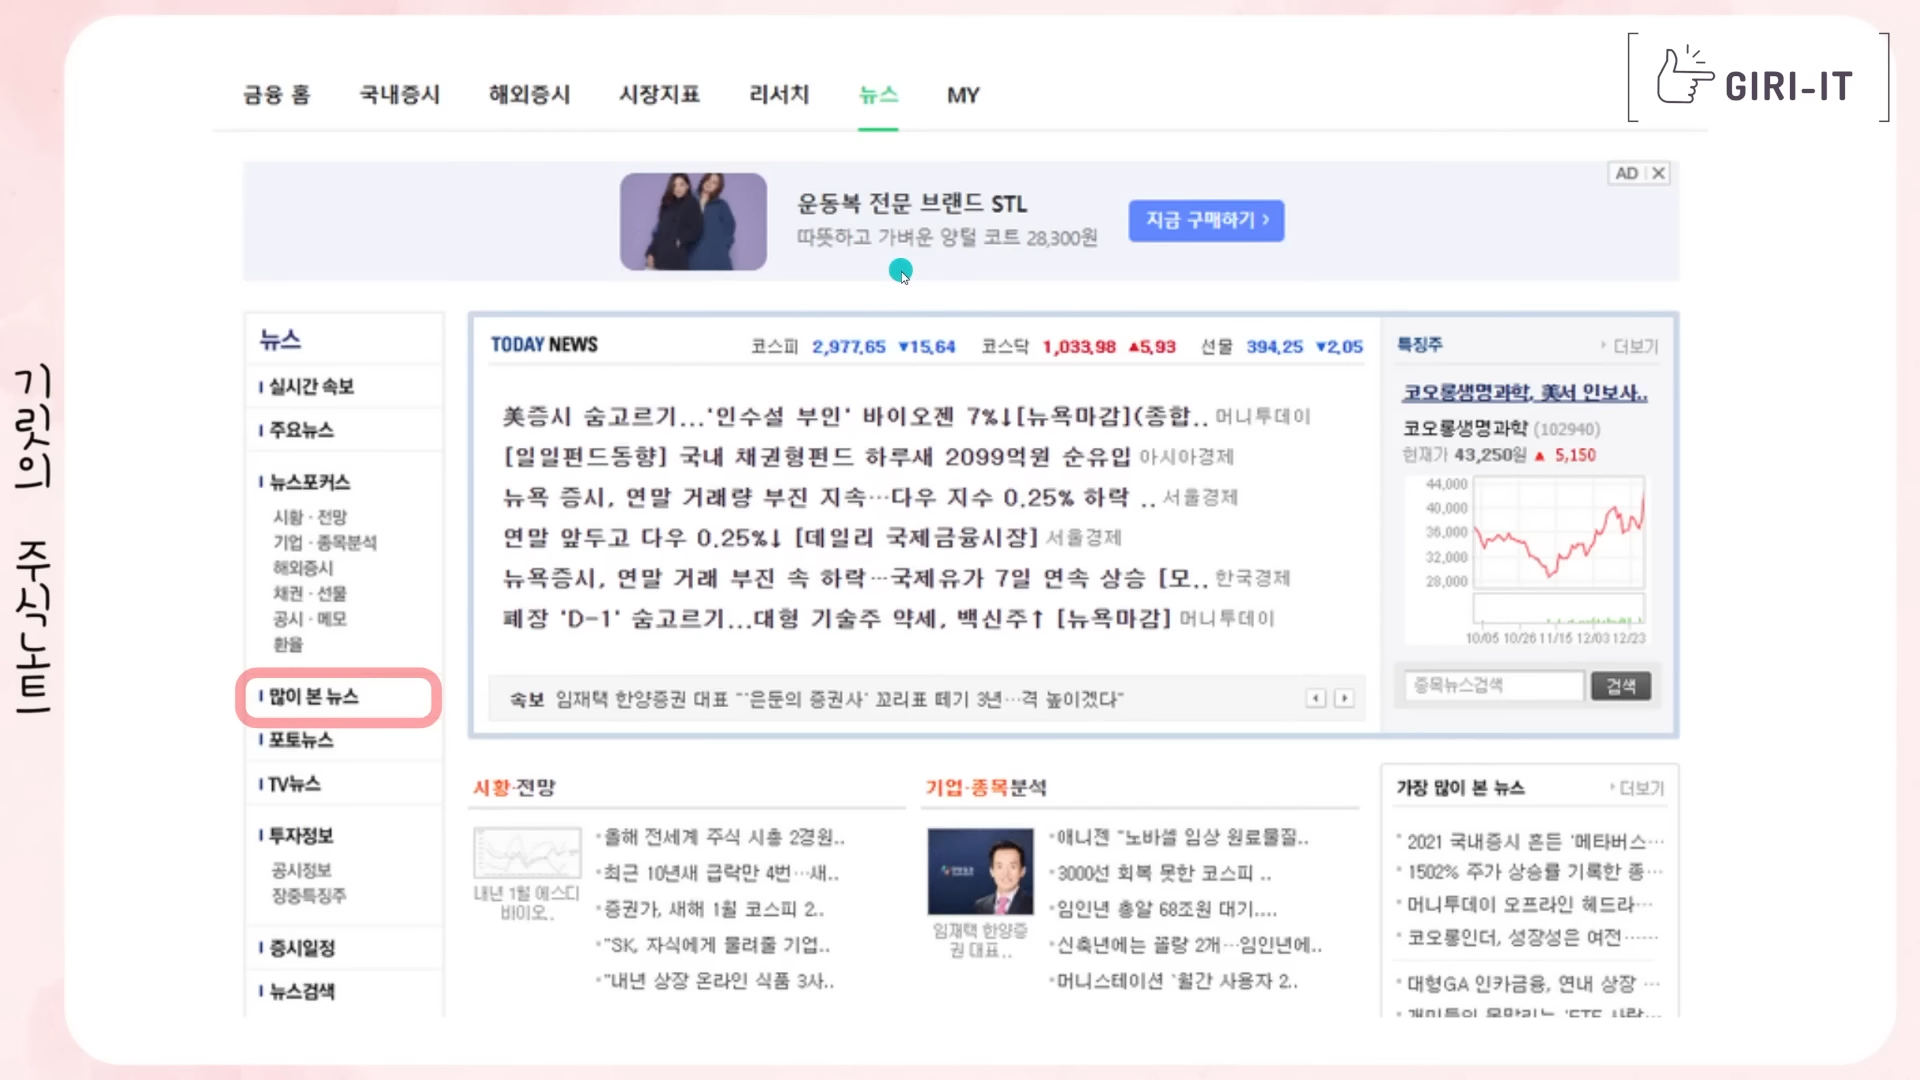 금융 홈 국내증시 해외증시 시장지표 리서치 뉴스 MY
GIRI-IT
AD
운동복 전문 브랜드 STL
따뜻하고 가벼운 양털 코트 28,300원
지금 구매하기
기릿의 주식노트
뉴스
실시간 속보
주요뉴스
뉴스포커스
시황·전망
기업·종목분석
해외증시
채권·선물
공시·메모
환율
많이 본 뉴스
포토뉴스
TV뉴스
투자정보
공시정보
장중특징주
증시일정
뉴스검색
TODAY NEWS 코스피 2,977.65 ▼15.64 코스닥 1,033.98 ▲5.93 선물 394.25 ▼2.05
美증시 숨고르기...'인수설 부인' 바이오젠 7%↓[뉴욕마감](종합.. 머니투데이
[일일펀드동향] 국내 채권형펀드 하루새 2099억원 순유입 아시아경제
뉴욕 증시, 연말 거래량 부진 지속…다우 지수 0.25% 하락 .. 서울경제
연말 앞두고 다우 0.25%↓ [데일리 국제금융시장] 서울경제
뉴욕증시, 연말 거래 부진 속 하락…국제유가 7일 연속 상승 [모.. 한국경제
폐장 'D-1' 숨고르기...대형 기술주 약세, 백신주↑ [뉴욕마감] 머니투데이
속보 임재택 한양증권 대표 "'은둔의 증권사' 꼬리표 떼기 3년…격 높이겠다"
특징주 더보기
코오롱생명과학, 美서 인보사..
코오롱생명과학 (102940)
현재가 43,250원 ▲ 5,150
44,000
40,000
36,000
32,000
28,000
10/05 10/26 11/15 12/03 12/23
종목뉴스검색 검색
시황·전망
내년 1월 에스디
바이오..
올해 전세계 주식 시총 2경원..
최근 10년새 급락만 4번…새..
증권가, 새해 1월 코스피 2..
"SK, 자식에게 물려줄 기업..
"내년 상장 온라인 식품 3사..
기업·종목분석
임재택 한양증
권 대표..
애니젠 "노바셀 임상 원료물질..
3000선 회복 못한 코스피 ..
임인년 총알 68조원 대기....
신축년에는 꼴랑 2개…임인년에..
머니스테이션 `월간 사용자 2..
가장 많이 본 뉴스 더보기
2021 국내증시 흔든 '메타버스…
1502% 주가 상승률 기록한 종…
머니투데이 오프라인 헤드라…
코오롱인더, 성장성은 여전……
대형GA 인카금융, 연내 상장 …